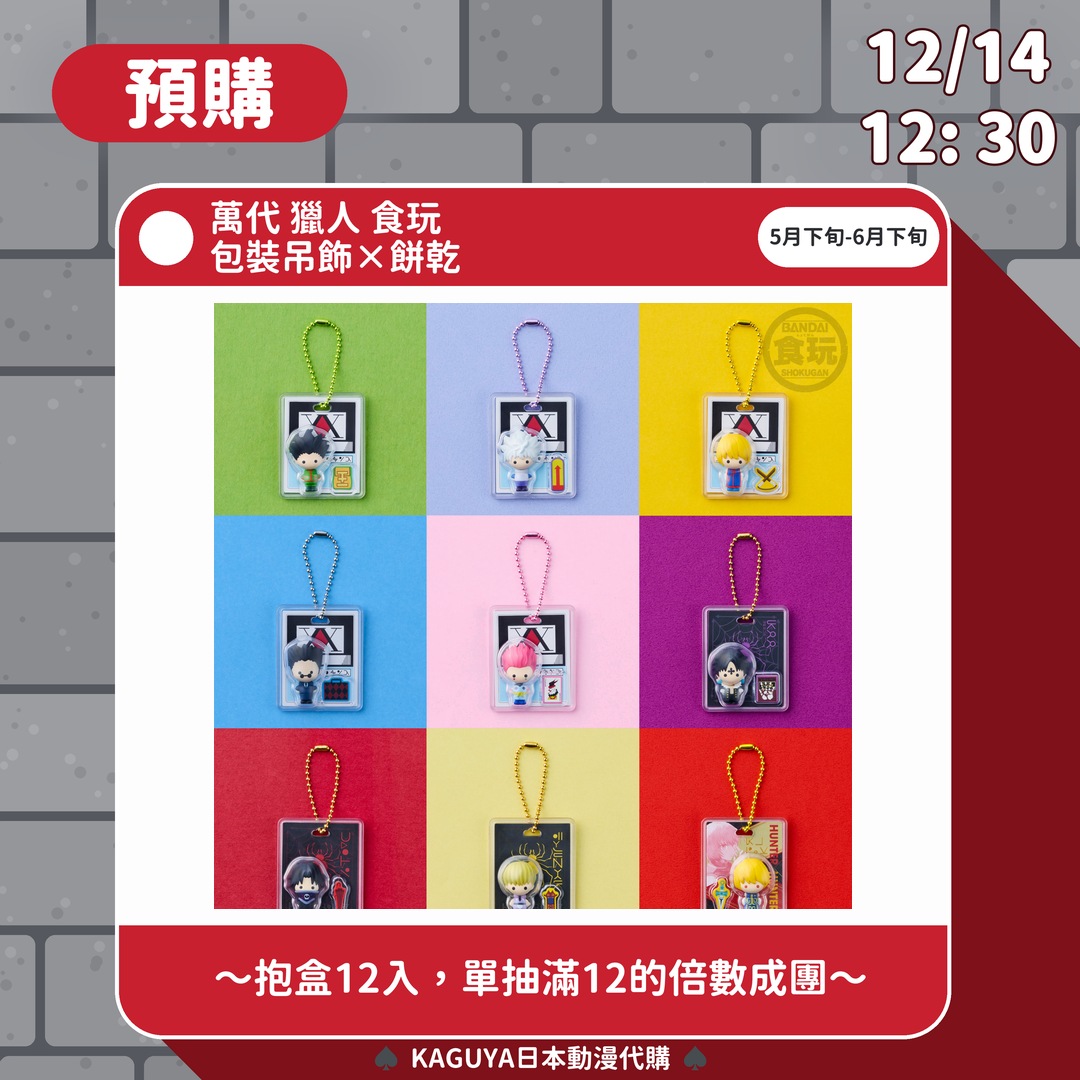 預購
12/14
12: 30
萬代 獵人 食玩
包裝吊飾×餅乾
5月下旬-6月下旬
BANDAI
食玩
SHOKUGAN
HUNTER
HUNTER
～抱盒12入，單抽滿12的倍數成團～
KAGUYA日本動漫代購